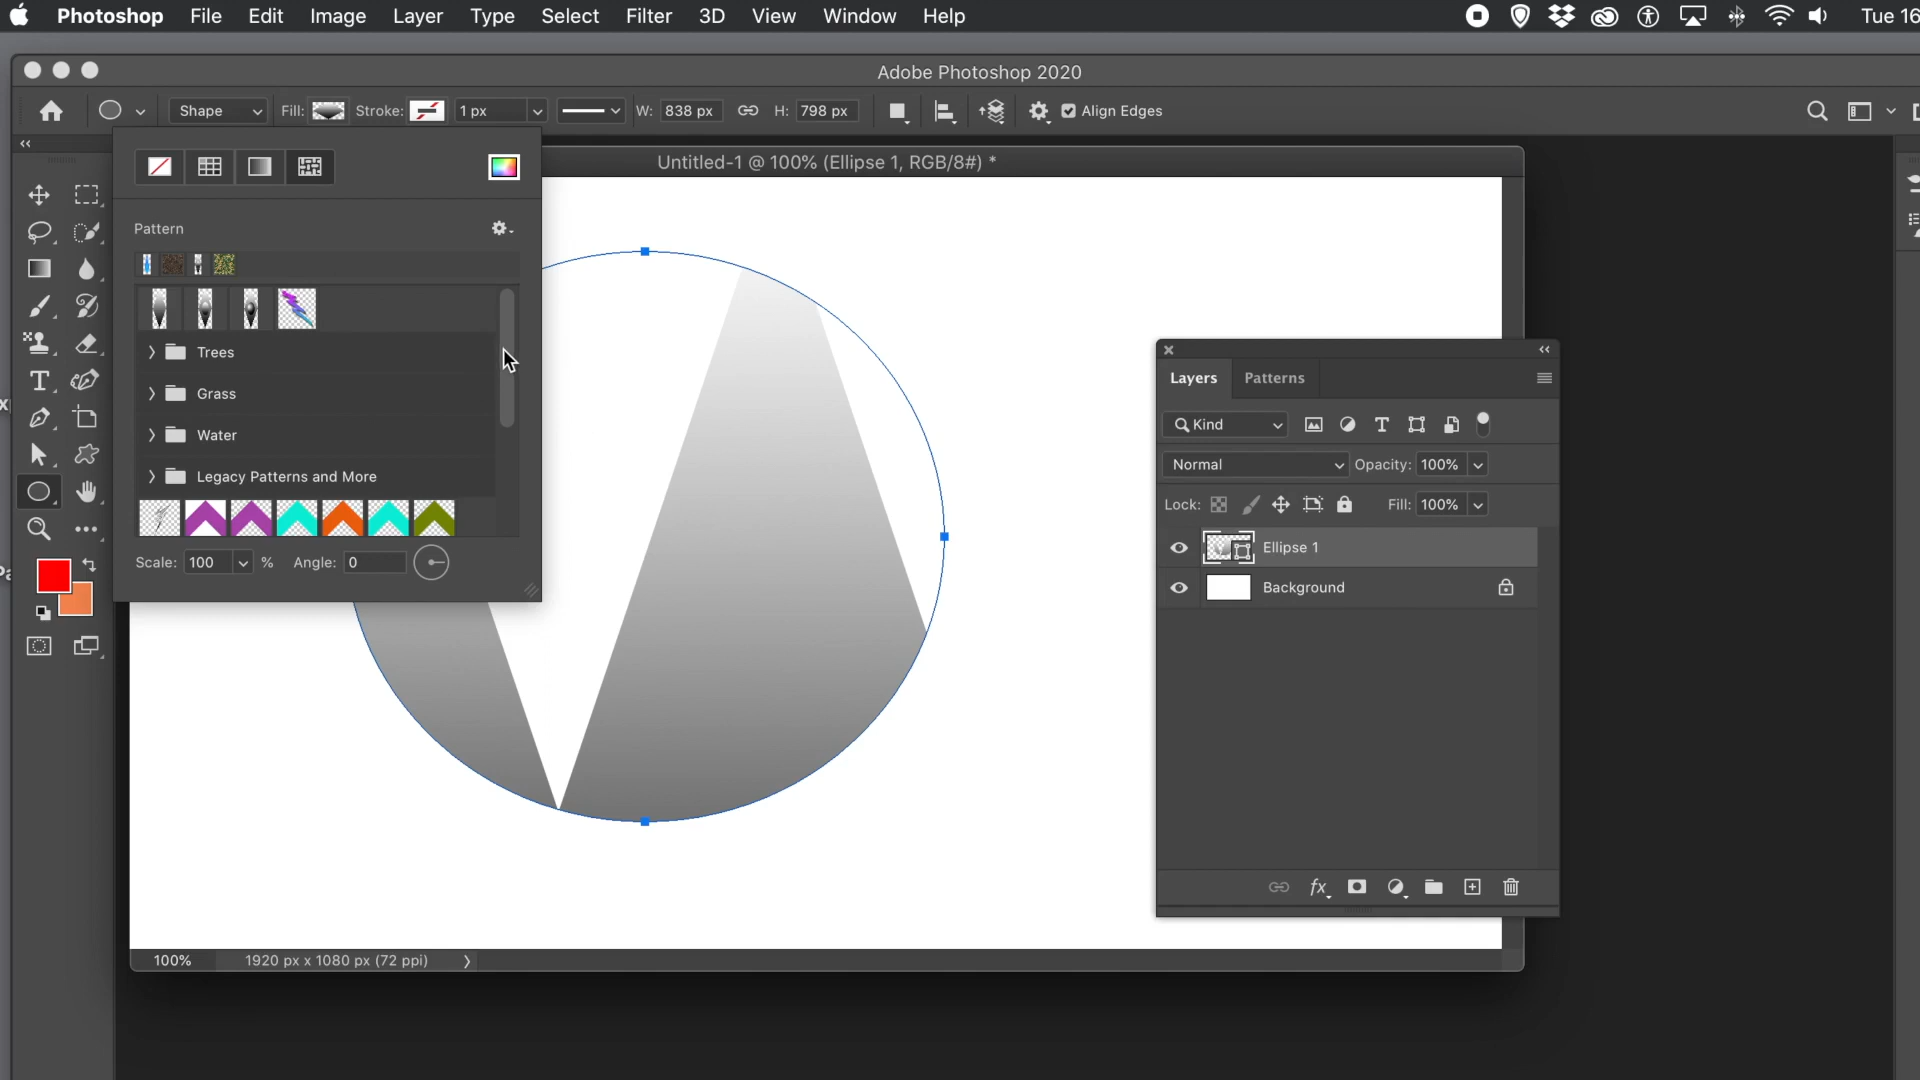 Photoshop File Edit Image Layer Type Select Filter 3D View Window Help Tue 16
Adobe Photoshop 2020
Shape Fill: Stroke: 1 px W: 838 px H: 798 px Align Edges
Untitled-1 @ 100% (Ellipse 1, RGB/8#) *
Pattern
Trees
Grass
Water
Legacy Patterns and More
Scale: 100 % Angle: 0
Layers Patterns
Kind
Normal Opacity: 100%
Lock: Fill: 100%
Ellipse 1
Background
100% 1920 px x 1080 px (72 ppi)